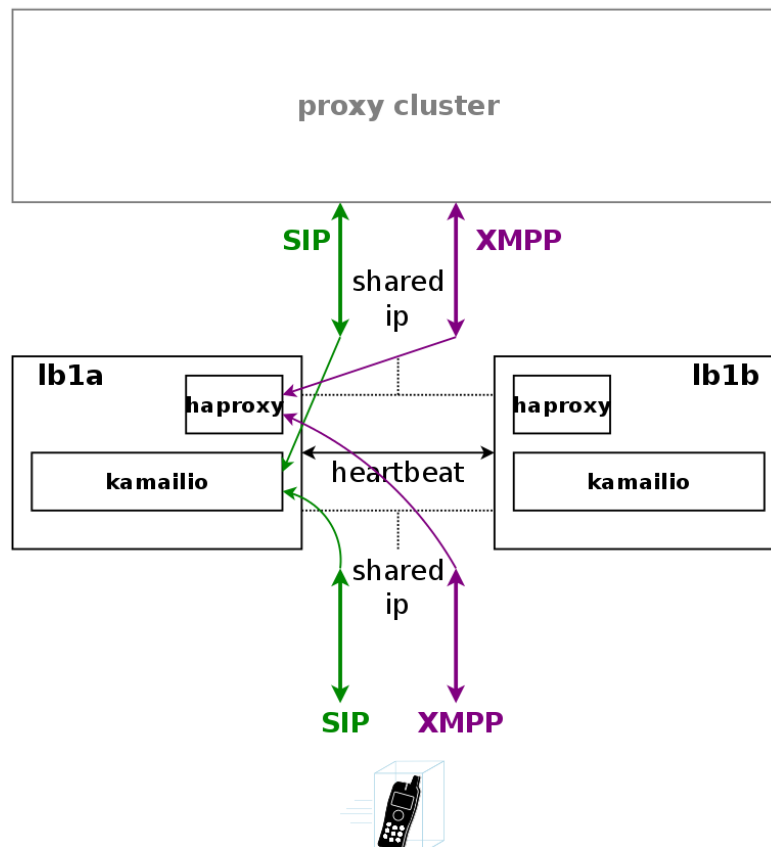 proxy cluster
SIP
XMPP
shared
ip
lb1a
lb1b
haproxy
haproxy
heartbeat
kamailio
kamailio
shared
ip
SIP
XMPP